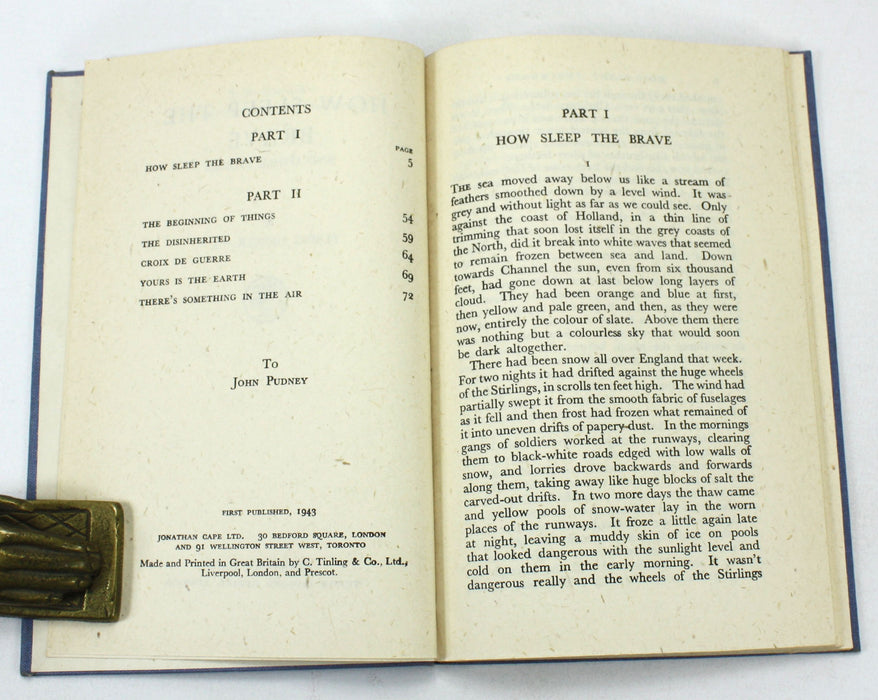 CONTENTS
PART I
PAGE
HOW SLEEP THE BRAVE 5
PART II
THE BEGINNING OF THINGS 54
THE DISINHERITED 59
CROIX DE GUERRE 64
YOURS IS THE EARTH 69
THERE'S SOMETHING IN THE AIR 72
To
JOHN PUDNEY
FIRST PUBLISHED, 1943
JONATHAN CAPE LTD. 30 BEDFORD SQUARE, LONDON
AND 91 WELLINGTON STREET WEST, TORONTO
Made and Printed in Great Britain by C. Tinling & Co., Ltd.,
Liverpool, London, and Prescot.
PART I
HOW SLEEP THE BRAVE
I
THE sea moved away below us like a stream of
feathers smoothed down by a level wind. It was
grey and without light as far as we could see. Only
against the coast of Holland, in a thin line of
trimming that soon lost itself in the grey coasts of
the North, did it break into white waves that seemed
to remain frozen between sea and land. Down
towards Channel the sun, even from six thousand
feet, had gone down at last below long layers of
cloud. They had been orange and blue at first,
then yellow and pale green, and then, as they were
now, entirely the colour of slate. Above them there
was nothing but a colourless sky that would soon
be dark altogether.
There had been snow all over England that week.
For two nights it had drifted against the huge wheels
of the Stirlings, in scrolls ten feet high. The wind had
partially swept it from the smooth fabric of fuselages
as it fell and then frost had frozen what remained of
it into uneven drifts of papery-dust. In the mornings
gangs of soldiers worked at the runways, clearing
them to black-white roads edged with low walls of
snow, and lorries drove backwards and forwards
along them, taking away like huge blocks of salt the
carved-out drifts. In two more days the thaw came
and yellow pools of snow-water lay in the worn
places of the runways. It froze a little again late
at night, leaving a muddy skin of ice on pools
that looked dangerous with the sunlight level and
cold on them in the early morning. It wasn't
dangerous really and the wheels of the Stirlings